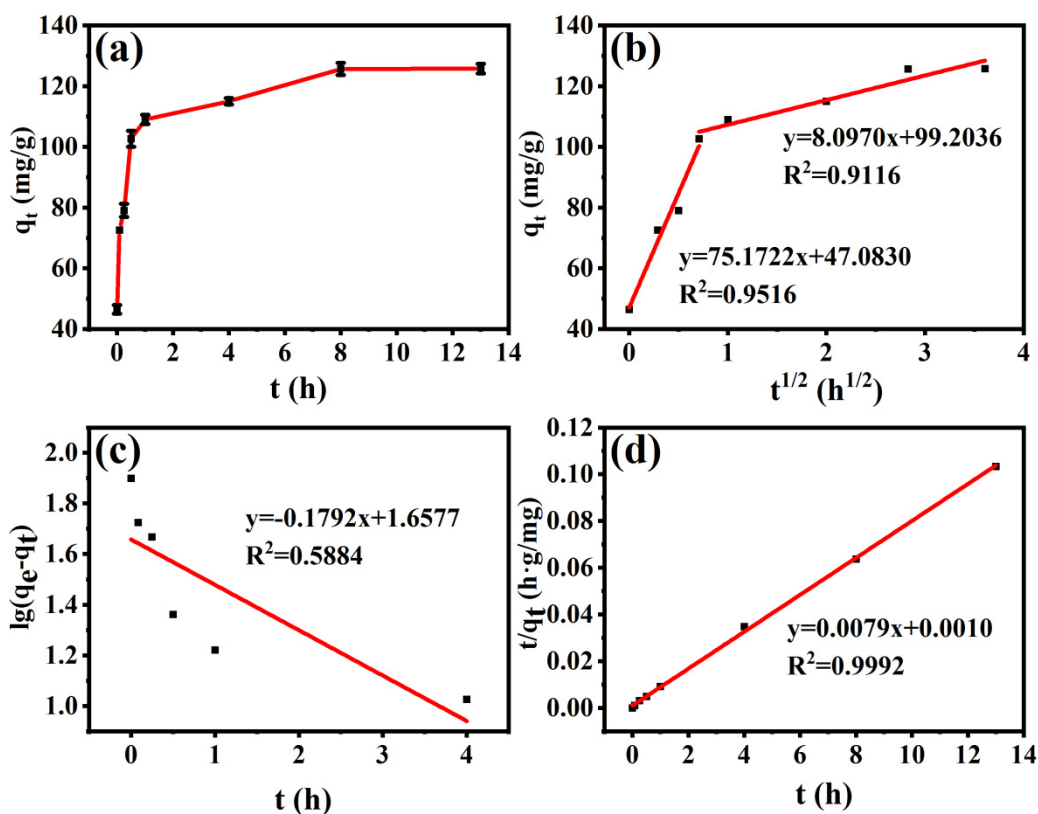 (a)
140
120
100
80
60
40
qt (mg/g)
0 2 4 6 8 10 12 14
t (h)
(b)
140
120
100
80
60
40
qt (mg/g)
y=8.0970x+99.2036
R²=0.9116
y=75.1722x+47.0830
R²=0.9516
0 1 2 3 4
t^1/2 (h^1/2)
(c)
2.0
1.8
1.6
1.4
1.2
1.0
lg(qe-qt)
y=-0.1792x+1.6577
R²=0.5884
0 1 2 3 4
t (h)
(d)
0.12
0.10
0.08
0.06
0.04
0.02
0.00
t/qt (h·g/mg)
y=0.0079x+0.0010
R²=0.9992
0 2 4 6 8 10 12 14
t (h)